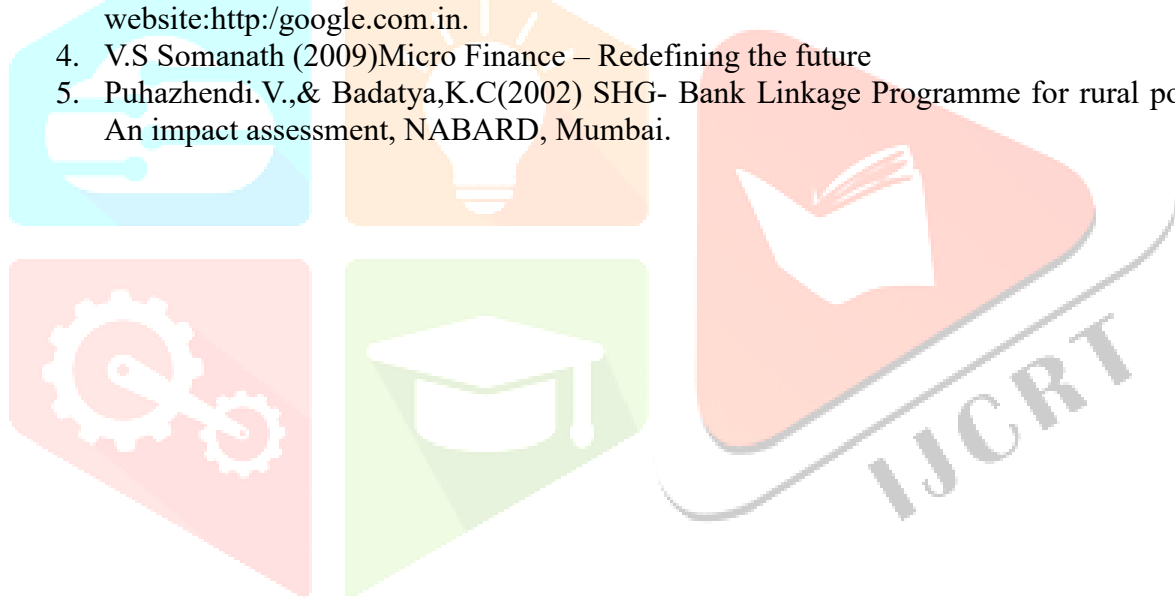 website:http:/google.com.in.
4. V.S Somanath (2009)Micro Finance – Redefining the future
5. Puhazhendi.V.,& Badatya,K.C(2002) SHG- Bank Linkage Programme for rural po
An impact assessment, NABARD, Mumbai.
IJCRT